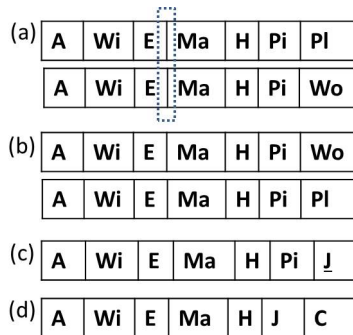 (a) A Wi E Ma H Pi Pl
A Wi E Ma H Pi Wo
(b) A Wi E Ma H Pi Wo
A Wi E Ma H Pi Pl
(c) A Wi E Ma H Pi J
(d) A Wi E Ma H J C